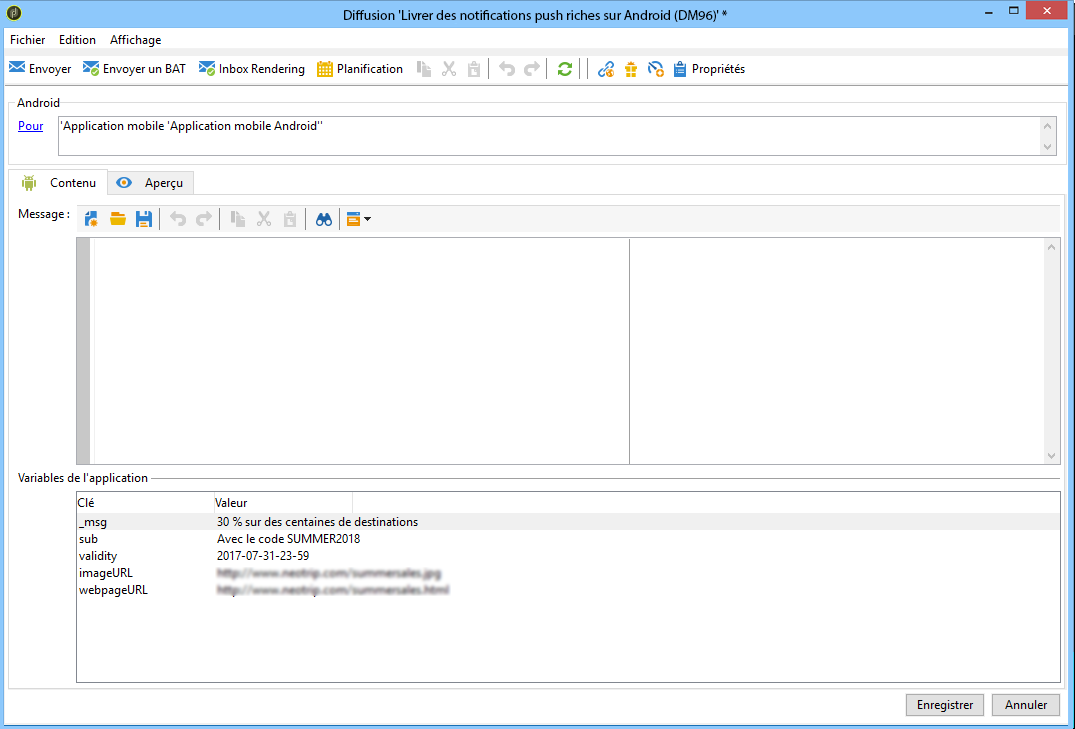 Diffusion 'Livrer des notifications push riches sur Android (DM96)' *
Fichier Edition Affichage
Envoyer Envoyer un BAT Inbox Rendering Planification Propriétés
Android
Pour 'Application mobile 'Application mobile Android''
Contenu Aperçu
Message :
Variables de l'application
Clé Valeur
_msg 30 % sur des centaines de destinations
sub Avec le code SUMMER2018
validity 2017-07-31-23-59
imageURL
webpageURL
Enregistrer Annuler